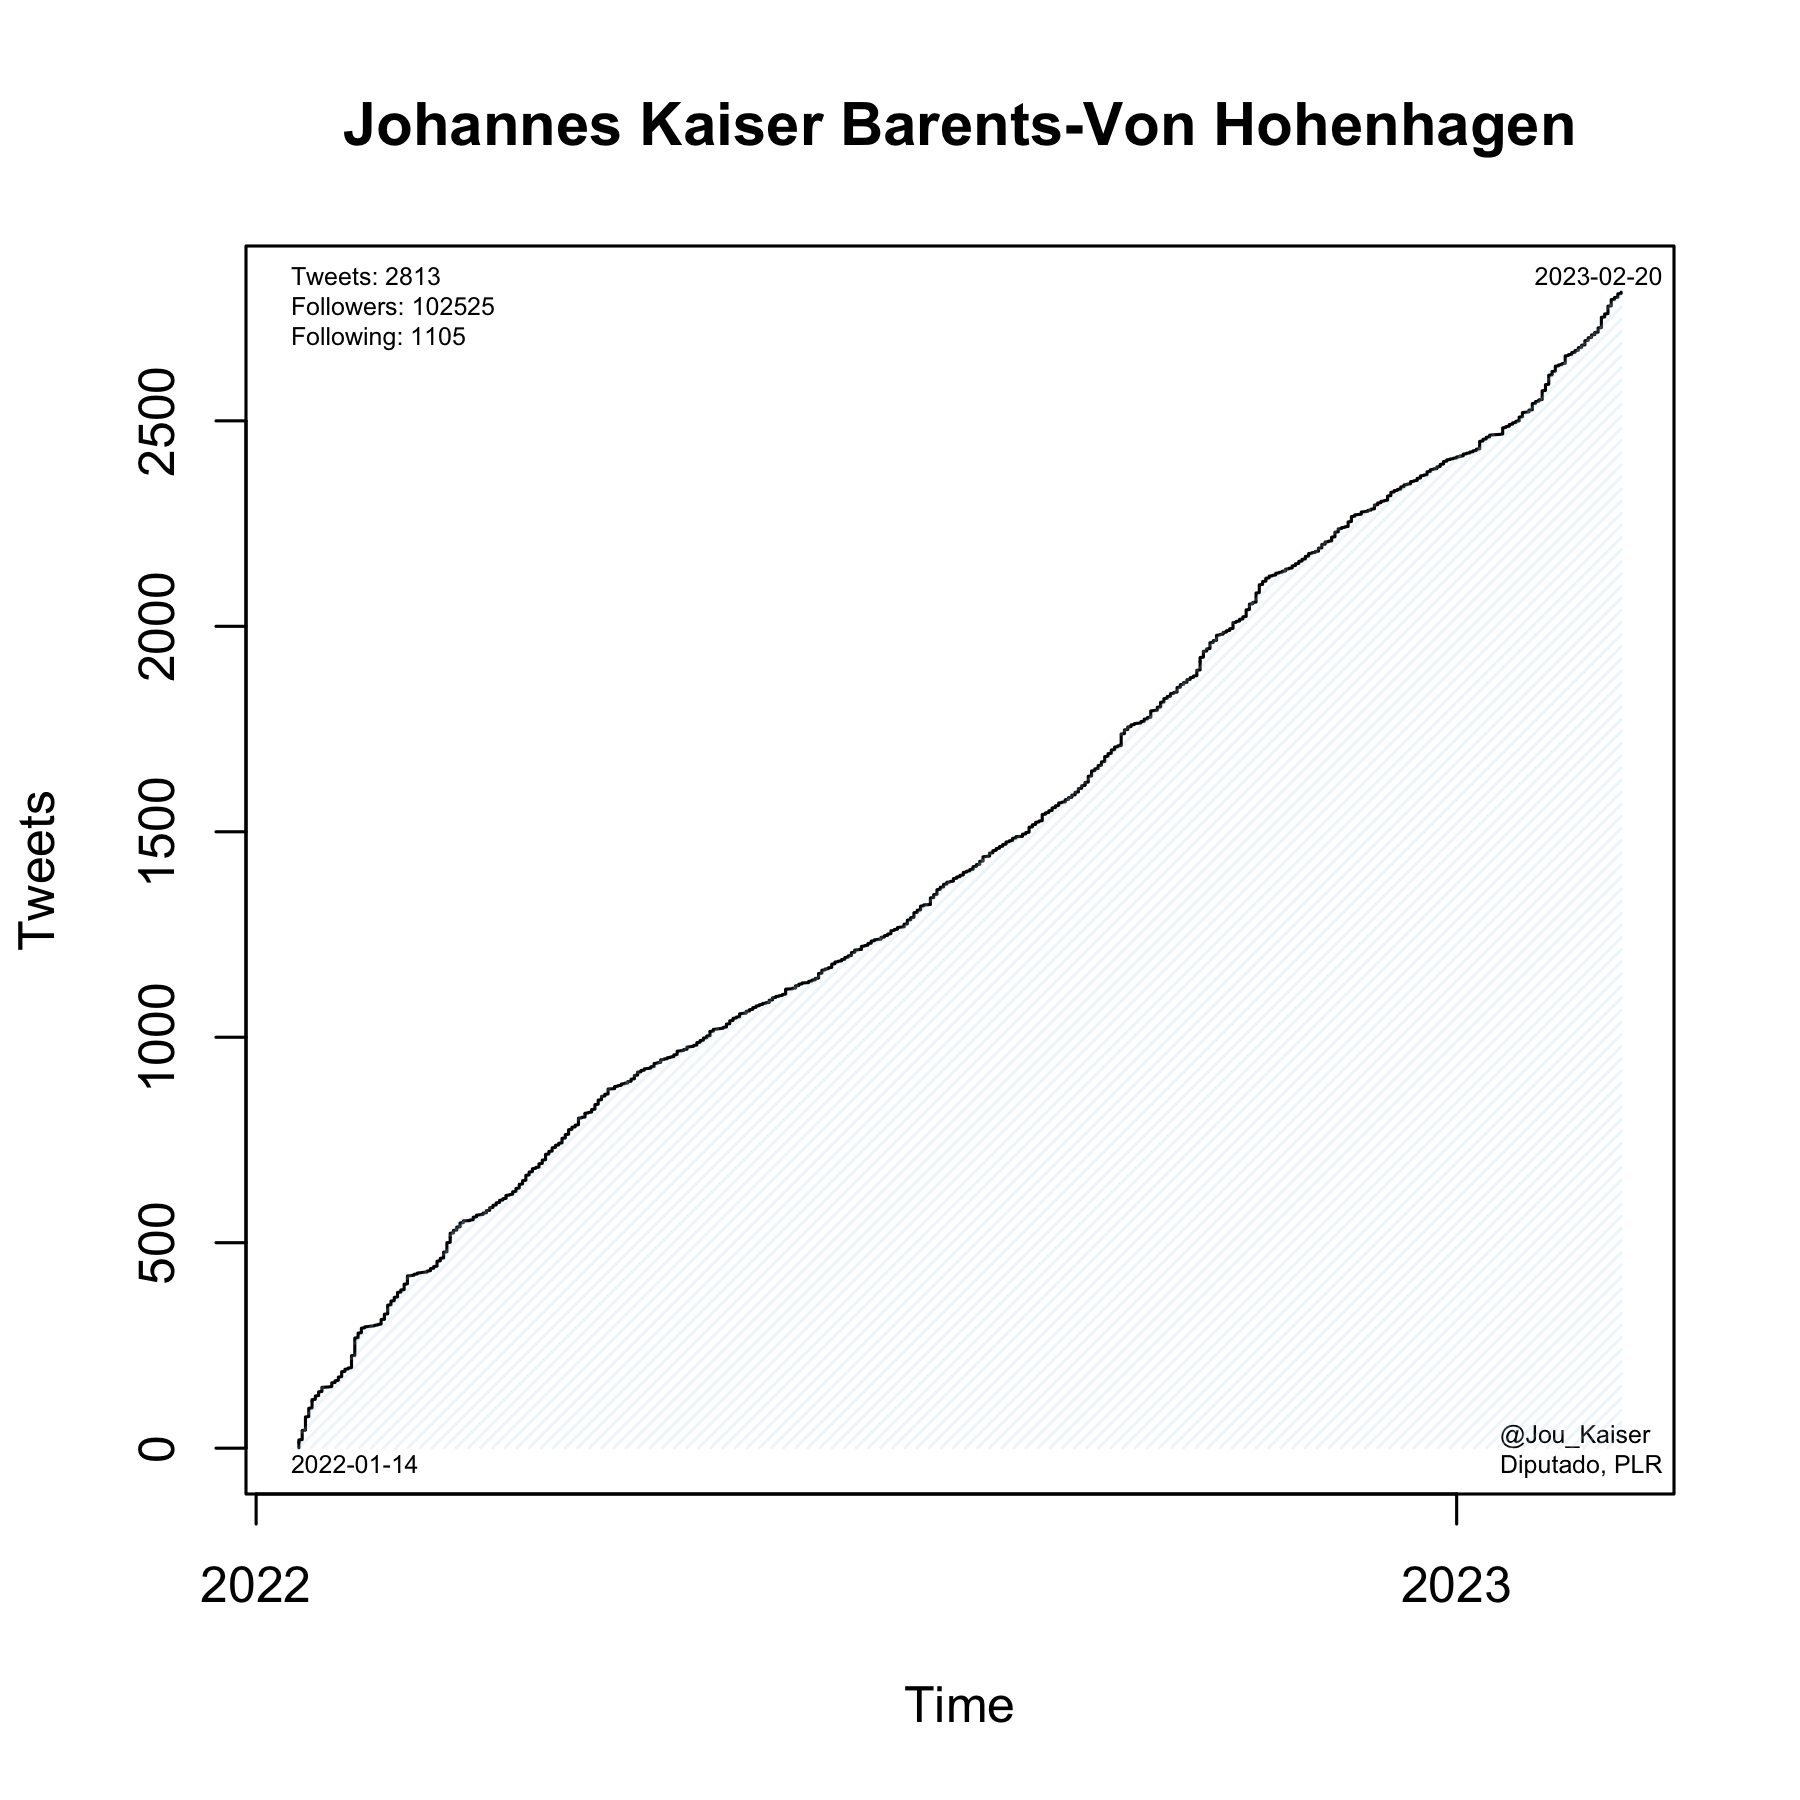 Johannes Kaiser Barents-Von Hohenhagen
Tweets: 2813
Followers: 102525
Following: 1105
2023-02-20
2500
2000
1500
1000
500
0
Tweets
2022-01-14
@Jou_Kaiser
Diputado, PLR
2022
2023
Time